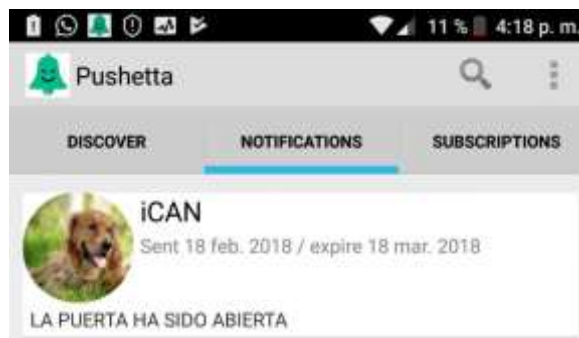 11 % 4:18 p. m.
Pushetta
DISCOVER NOTIFICATIONS SUBSCRIPTIONS
iCAN
Sent 18 feb. 2018 / expire 18 mar. 2018
LA PUERTA HA SIDO ABIERTA